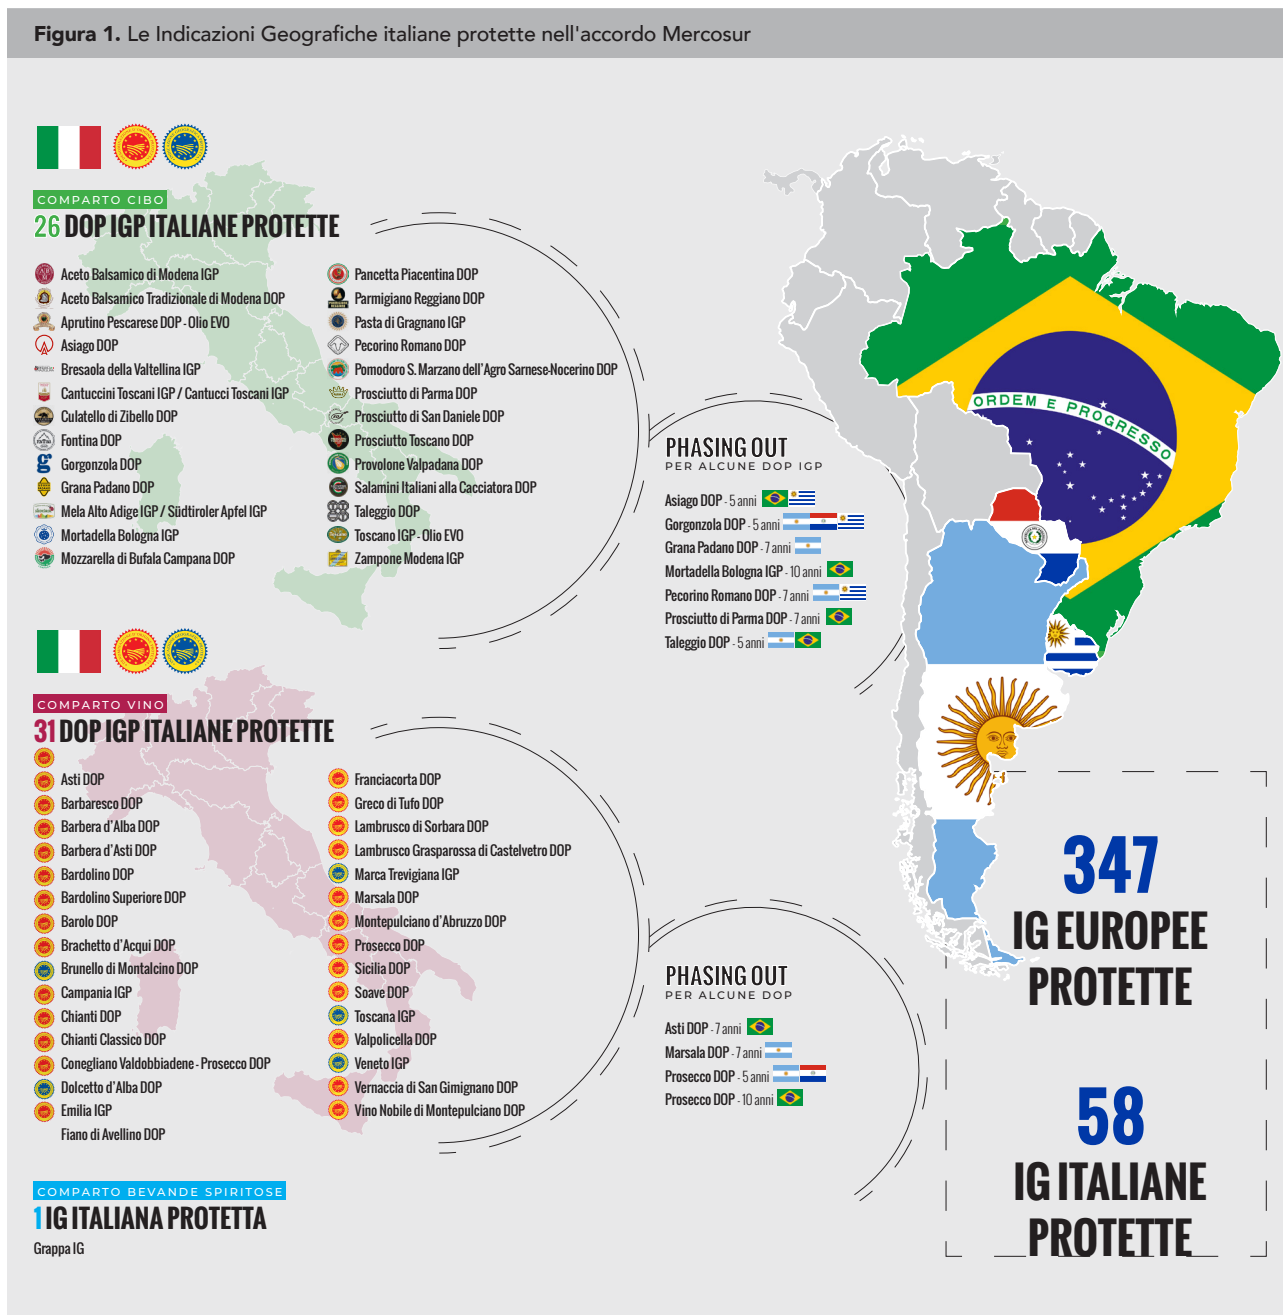 Figura 1. Le Indicazioni Geografiche italiane protette nell'accordo Mercosur
COMPARTO CIBO
26 DOP IGP ITALIANE PROTETTE
Aceto Balsamico di Modena IGP
Aceto Balsamico Tradizionale di Modena DOP
Aprutino Pescarese DOP - Olio EVO
Asiago DOP
Bresaola della Valtellina IGP
Cantuccini Toscani IGP / Cantucci Toscani IGP
Culatello di Zibello DOP
Fontina DOP
Gorgonzola DOP
Grana Padano DOP
Mela Alto Adige IGP / Südtiroler Apfel IGP
Mortadella Bologna IGP
Mozzarella di Bufala Campana DOP
Pancetta Piacentina DOP
Parmigiano Reggiano DOP
Pasta di Gragnano IGP
Pecorino Romano DOP
Pomodoro S. Marzano dell'Agro Sarnese-Nocerino DOP
Prosciutto di Parma DOP
Prosciutto di San Daniele DOP
Prosciutto Toscano DOP
Provolone Valpadana DOP
Salamini Italiani alla Cacciatora DOP
Taleggio DOP
Toscano IGP - Olio EVO
Zampone Modena IGP
PHASING OUT
PER ALCUNE DOP IGP
Asiago DOP - 5 anni
Gorgonzola DOP - 5 anni
Grana Padano DOP - 7 anni
Mortadella Bologna IGP - 10 anni
Pecorino Romano DOP - 7 anni
Prosciutto di Parma DOP - 7 anni
Taleggio DOP - 5 anni
ORDEM E PROGRESSO
COMPARTO VINO
31 DOP IGP ITALIANE PROTETTE
Asti DOP
Barbaresco DOP
Barbera d'Alba DOP
Barbera d'Asti DOP
Bardolino DOP
Bardolino Superiore DOP
Barolo DOP
Brachetto d'Acqui DOP
Brunello di Montalcino DOP
Campania IGP
Chianti DOP
Chianti Classico DOP
Conegliano Valdobbiadene - Prosecco DOP
Dolcetto d'Alba DOP
Emilia IGP
Fiano di Avellino DOP
Franciacorta DOP
Greco di Tufo DOP
Lambrusco di Sorbara DOP
Lambrusco Grasparossa di Castelvetro DOP
Marca Trevigiana IGP
Marsala DOP
Montepulciano d'Abruzzo DOP
Prosecco DOP
Sicilia DOP
Soave DOP
Toscana IGP
Valpolicella DOP
Veneto IGP
Vernaccia di San Gimignano DOP
Vino Nobile di Montepulciano DOP
PHASING OUT
PER ALCUNE DOP
Asti DOP - 7 anni
Marsala DOP - 7 anni
Prosecco DOP - 5 anni
Prosecco DOP - 10 anni
347
IG EUROPEE
PROTETTE
58
IG ITALIANE
PROTETTE
COMPARTO BEVANDE SPIRITOSE
1 IG ITALIANA PROTETTA
Grappa IG